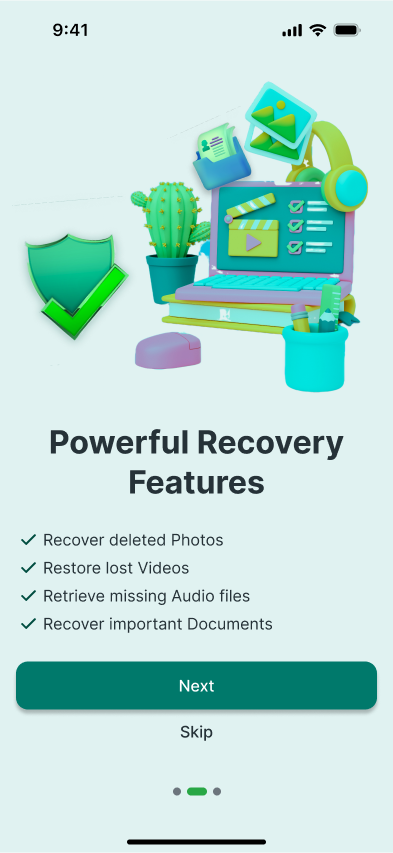 9:41
Powerful Recovery
Features
Recover deleted Photos
Restore lost Videos
Retrieve missing Audio files
Recover important Documents
Next
Skip